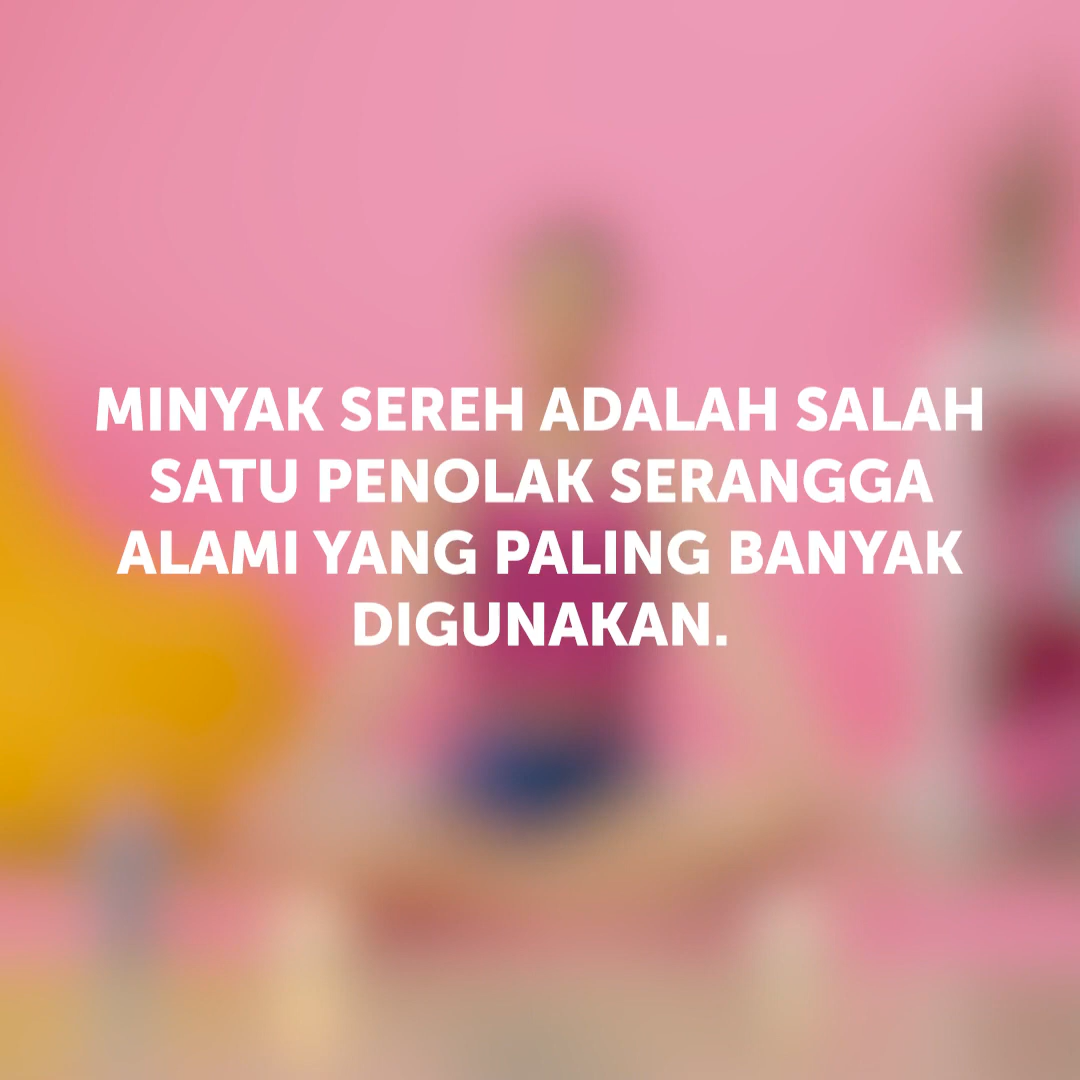 MINYAK SEREH ADALAH SALAH
SATU PENOLAK SERANGGA
ALAMI YANG PALING BANYAK
DIGUNAKAN.